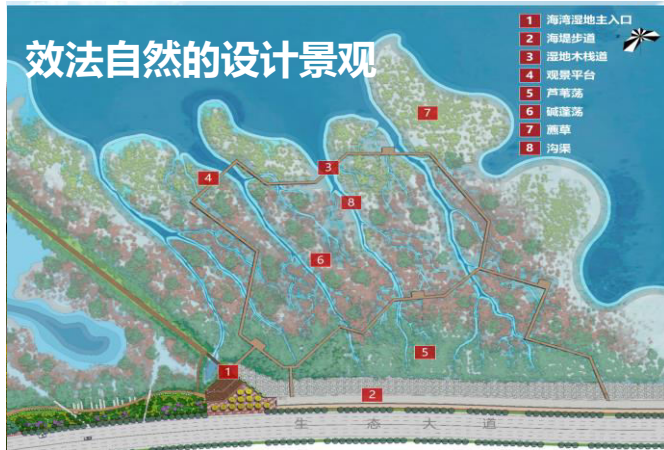 效法自然的设计景观
1 海湾湿地主入口
2 海堤步道
3 湿地木栈道
4 观景平台
5 芦苇荡
6 碱蓬荡
7 藨草
8 沟渠
7
3
4
8
6
5
1
2
生态大道